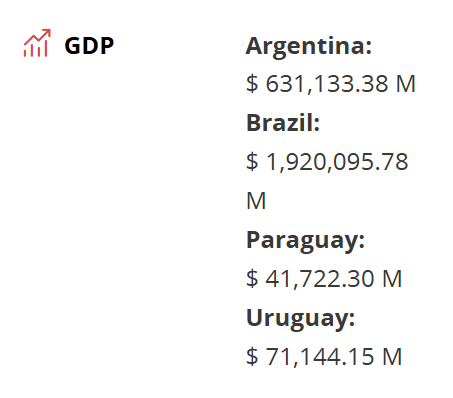 GDP
Argentina:
$ 631,133.38 M
Brazil:
$ 1,920,095.78
M
Paraguay:
$ 41,722.30 M
Uruguay:
$ 71,144.15 M